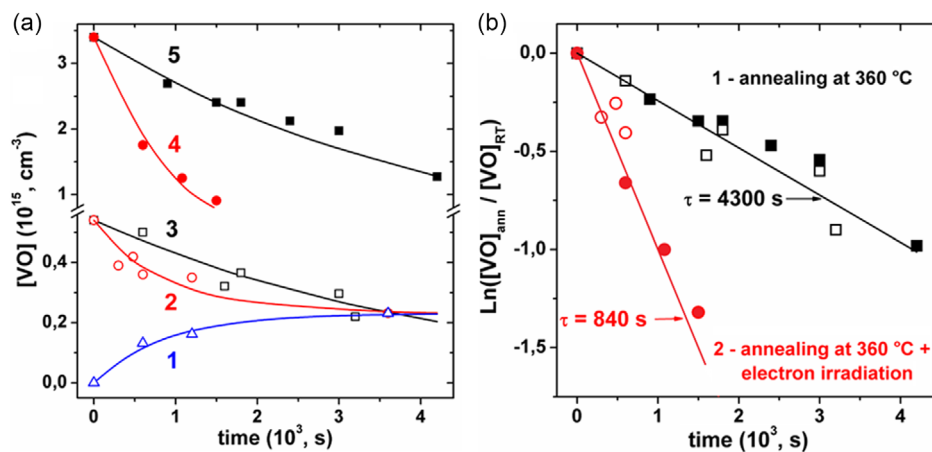 (a)
[VO] (10¹⁵, cm⁻³)
3
2
1
0,4
0,2
0,0
5
4
3
2
1
0
1
2
3
4
time (10³, s)
(b)
Ln([VO]ann / [VO]RT)
0,0
-0,5
-1,0
-1,5
1 - annealing at 360 °C
τ = 4300 s
τ = 840 s
2 - annealing at 360 °C +
electron irradiation
0
1
2
3
4
time (10³, s)